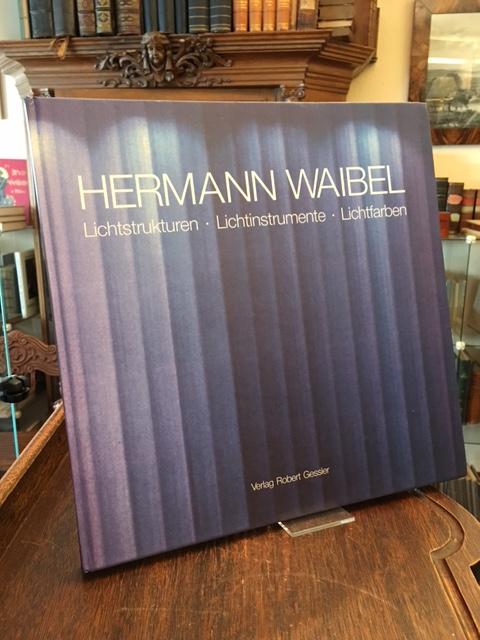 HERMANN WAIBEL
Lichtstrukturen · Lichtinstrumente · Lichtfarben
Verlag Robert Gessler